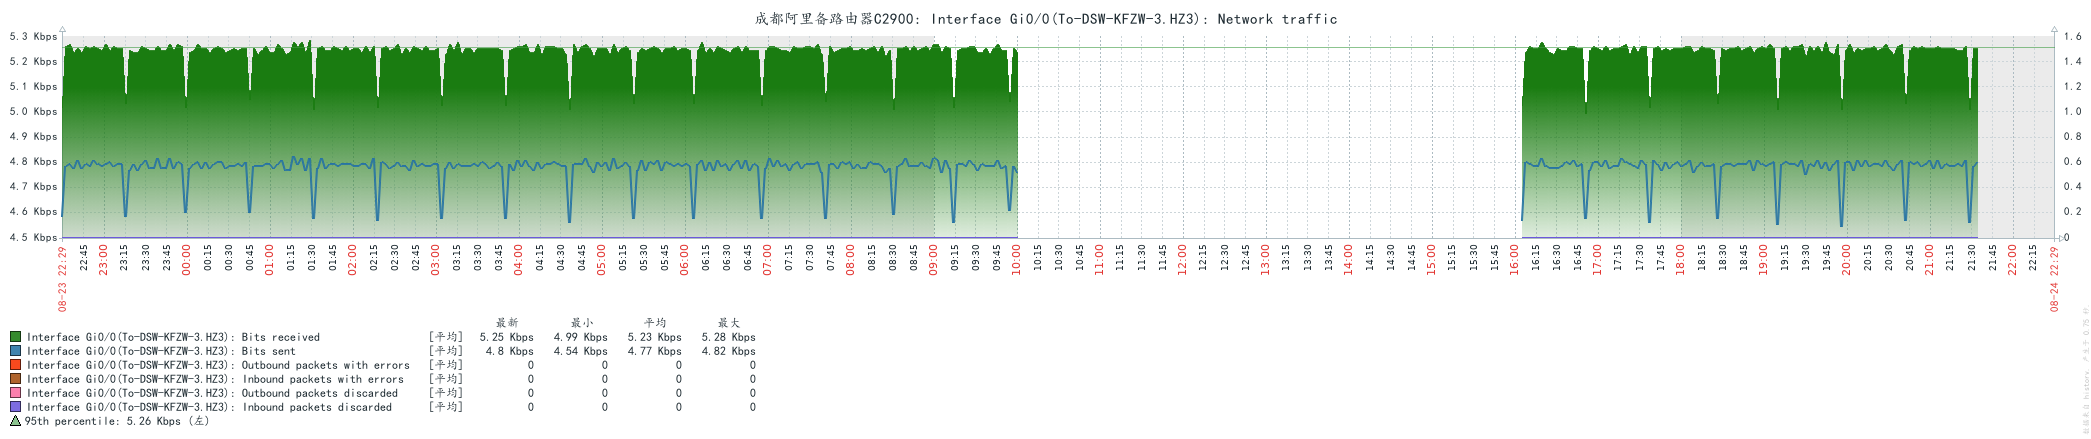 成都阿里备路由器C2900: Interface Gi0/0(To-DSW-KFZW-3.HZ3): Network traffic
5.3 Kbps
5.2 Kbps
5.1 Kbps
5.0 Kbps
4.9 Kbps
4.8 Kbps
4.7 Kbps
4.6 Kbps
4.5 Kbps
1.6
1.4
1.2
1.0
0.8
0.6
0.4
0.2
0
08-23 22:29 22:45 23:00 23:15 23:30 23:45 00:00 00:15 00:30 00:45 01:00 01:15 01:30 01:45 02:00 02:15 02:30 02:45 03:00 03:15 03:30 03:45 04:00 04:15 04:30 04:45 05:00 05:15 05:30 05:45 06:00 06:15 06:30 06:45 07:00 07:15 07:30 07:45 08:00 08:15 08:30 08:45 09:00 09:15 09:30 09:45 10:00 10:15 10:30 10:45 11:00 11:15 11:30 11:45 12:00 12:15 12:30 12:45 13:00 13:15 13:30 13:45 14:00 14:15 14:30 14:45 15:00 15:15 15:30 15:45 16:00 16:15 16:30 16:45 17:00 17:15 17:30 17:45 18:00 18:15 18:30 18:45 19:00 19:15 19:30 19:45 20:00 20:15 20:30 20:45 21:00 21:15 21:30 21:45 22:00 22:15 08-24 22:29
最新 最小 平均 最大
Interface Gi0/0(To-DSW-KFZW-3.HZ3): Bits received [平均] 5.25 Kbps 4.99 Kbps 5.23 Kbps 5.28 Kbps
Interface Gi0/0(To-DSW-KFZW-3.HZ3): Bits sent [平均] 4.8 Kbps 4.54 Kbps 4.77 Kbps 4.82 Kbps
Interface Gi0/0(To-DSW-KFZW-3.HZ3): Outbound packets with errors [平均] 0 0 0 0
Interface Gi0/0(To-DSW-KFZW-3.HZ3): Inbound packets with errors [平均] 0 0 0 0
Interface Gi0/0(To-DSW-KFZW-3.HZ3): Outbound packets discarded [平均] 0 0 0 0
Interface Gi0/0(To-DSW-KFZW-3.HZ3): Inbound packets discarded [平均] 0 0 0 0
95th percentile: 5.26 Kbps (左)